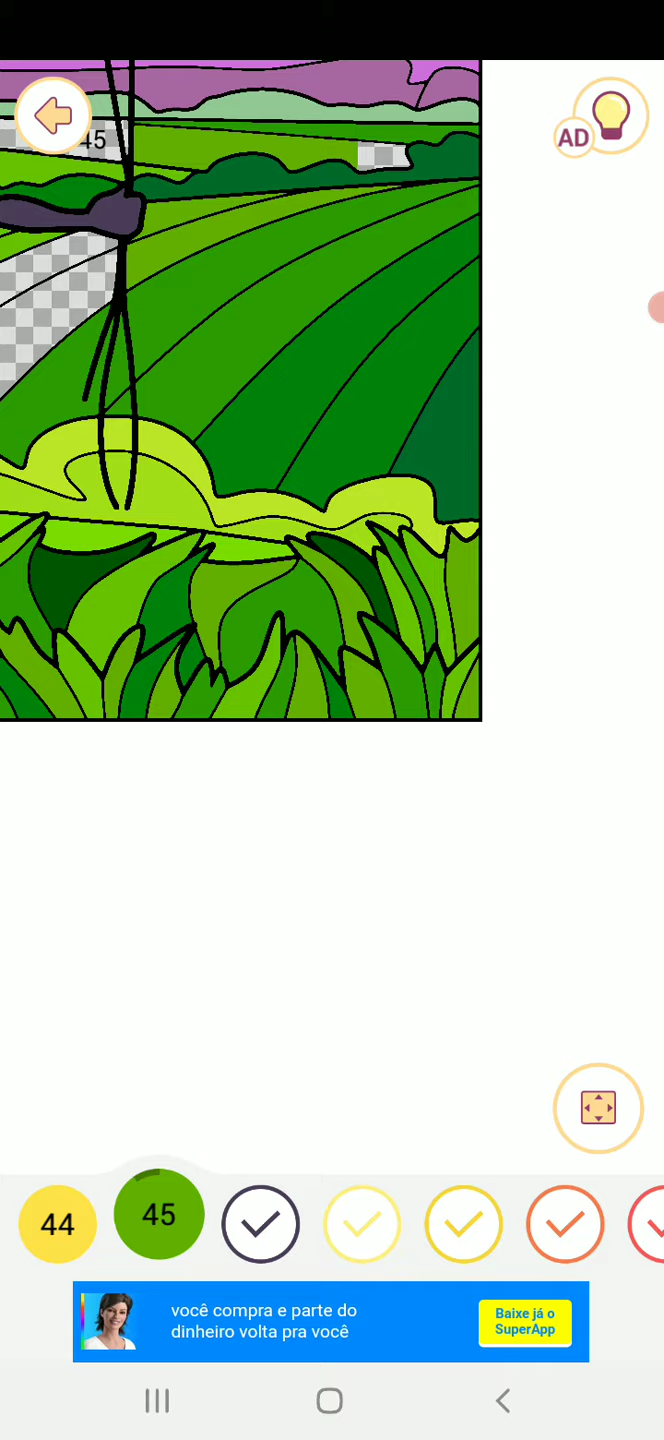 45
AD
44
45
você compra e parte do
dinheiro volta pra você
Baixe já o
SuperApp